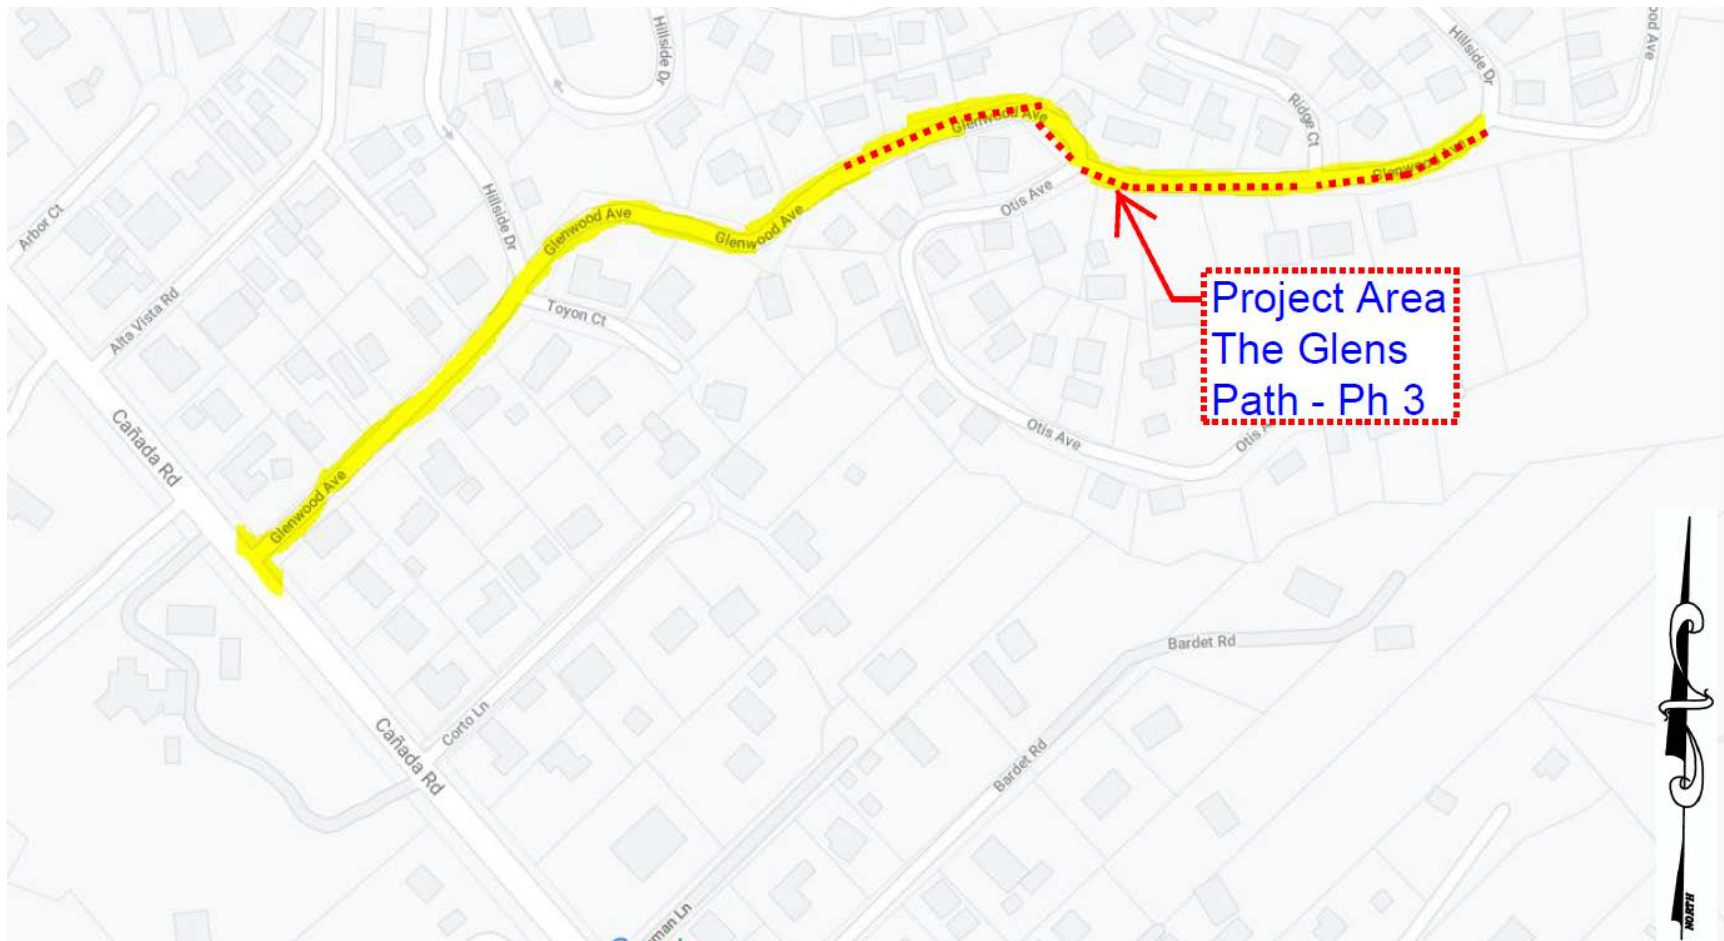 Hillside Dr
Hillside Dr
Glenwood Ave
Ridge Ct
Glenwood Ave
Otis Ave
Hillside Dr
Arbor Ct
Glenwood Ave
Glenwood Ave
Project Area
The Glens
Path - Ph 3
Toyon Ct
Alta Vista Rd
Otis Ave
Otis
Cañada Rd
Glenwood Ave
Bardet Rd
Corto Ln
Cañada Rd
Bardet Rd
Ln
NORTH